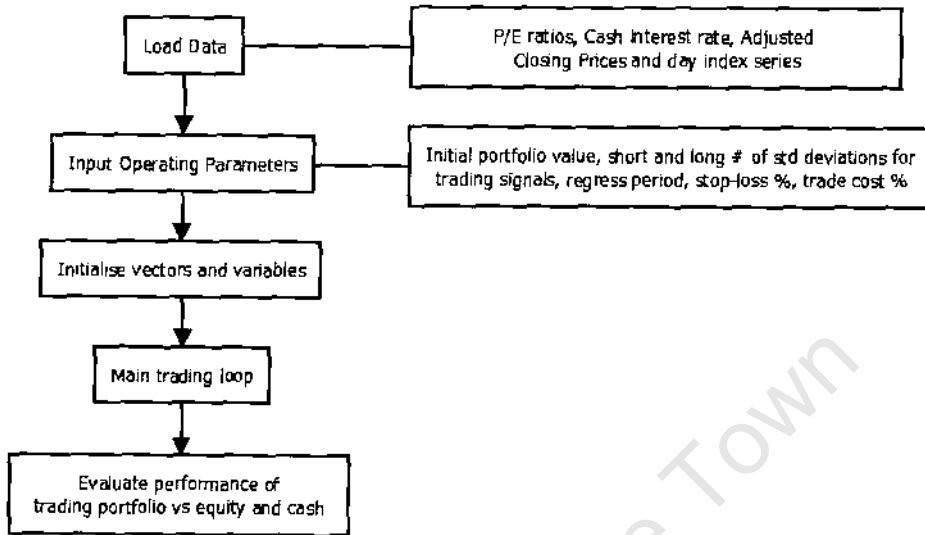 Load Data
P/E ratios, Cash Interest rate, Adjusted
Closing Prices and day index series
Input Operating Parameters
Initial portfolio value, short and long # of std deviations for
trading signals, regress period, stop-loss %, trade cost %
Initialise vectors and variables
Main trading loop
Evaluate performance of
trading portfolio vs equity and cash
Town